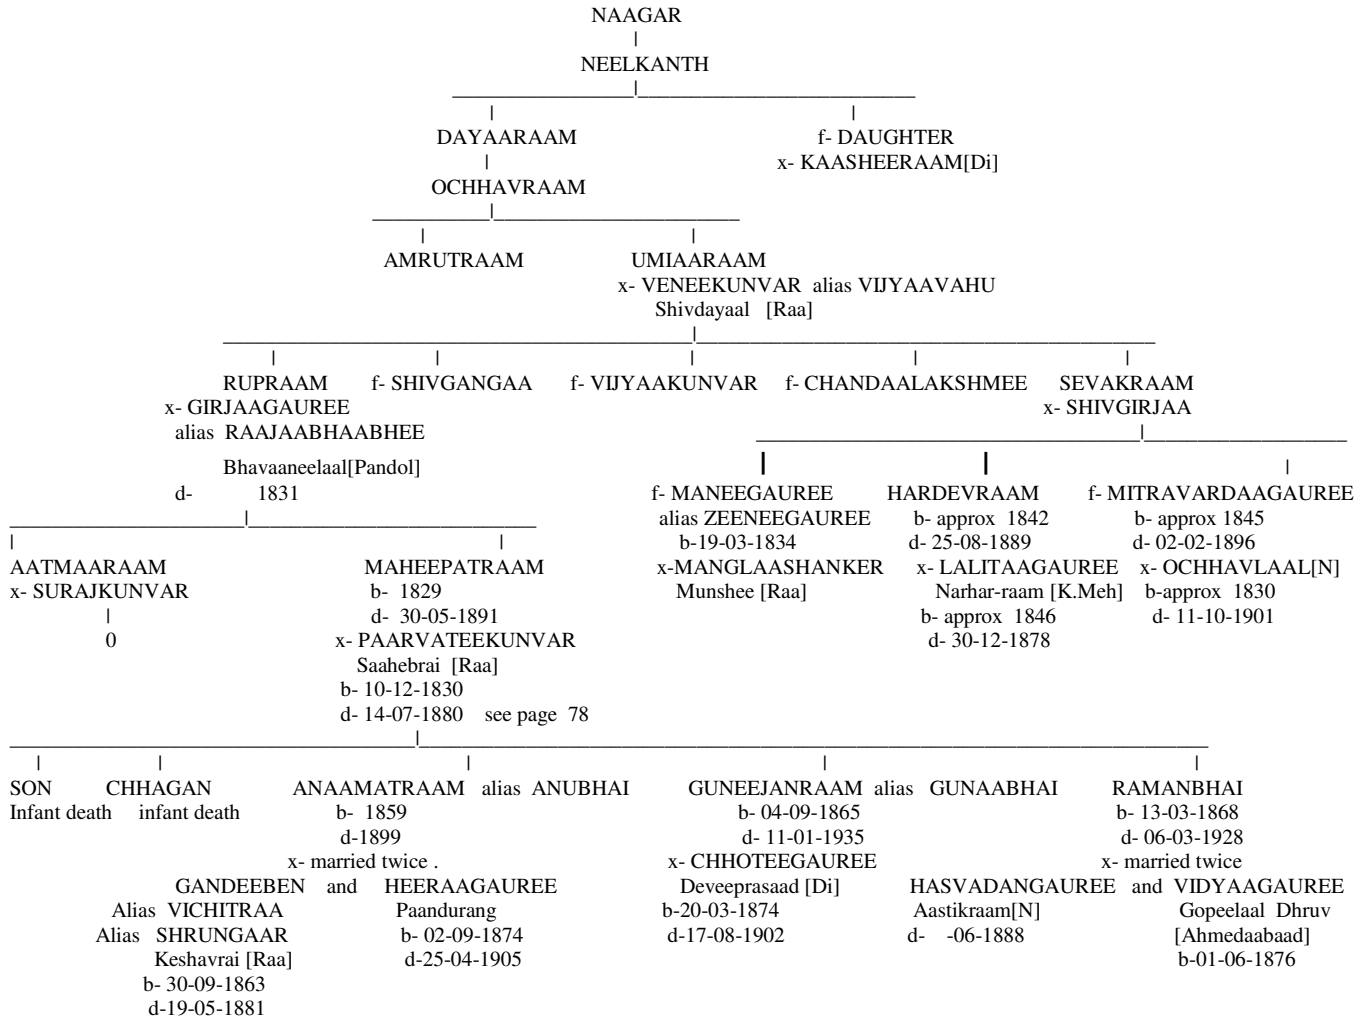 NAAGAR
NEELKANTH
DAYAARAAM f- DAUGHTER
x- KAASHEERAAM[Di]
OCHHAVRAAM
AMRUTRAAM UMIAARAAM
x- VENEEKUNVAR alias VIJYAAVAHU
Shivdayaal [Raa]
RUPRAAM f- SHIVGANGAA f- VIJYAAKUNVAR f- CHANDAALAKSHMEE SEVAKRAAM
x- GIRJAAGAUREE x- SHIVGIRJAA
alias RAAJAABHAABHEE
Bhavaaneelaal[Pandol]
d- 1831 f- MANEEGAUREE HARDEVRAAM f- MITRAVARDAAGAUREE
alias ZEENEEGAUREE b- approx 1842 b- approx 1845
b-19-03-1834 d- 25-08-1889 d- 02-02-1896
AATMAARAAM MAHEEPATRAAM x-MANGLAASHANKER x- LALITAAGAUREE x- OCHHAVLAAL[N]
x- SURAJKUNVAR b- 1829 Munshee [Raa] Narhar-raam [K.Meh] b-approx 1830
d- 30-05-1891 b- approx 1846 d- 11-10-1901
0 x- PAARVATEEKUNVAR d- 30-12-1878
Saahebrai [Raa]
b- 10-12-1830
d- 14-07-1880 see page 78
SON CHHAGAN ANAAMATRAAM alias ANUBHAI GUNEEJANRAAM alias GUNAABHAI RAMANBHAI
Infant death infant death b- 1859 b- 04-09-1865 b- 13-03-1868
d-1899 d- 11-01-1935 d- 06-03-1928
x- married twice . x- CHHOTEEGAUREE x- married twice
GANDEEBEN and HEERAAGAUREE Deveeprasaad [Di] HASVADANGAUREE and VIDYAAGAUREE
Alias VICHITRAA Paandurang b-20-03-1874 Aastikraam[N] Gopeelaal Dhruv
Alias SHRUNGAAR b- 02-09-1874 d-17-08-1902 d- -06-1888 [Ahmedaabaad]
Keshavrai [Raa] d-25-04-1905 b-01-06-1876
b- 30-09-1863
d-19-05-1881